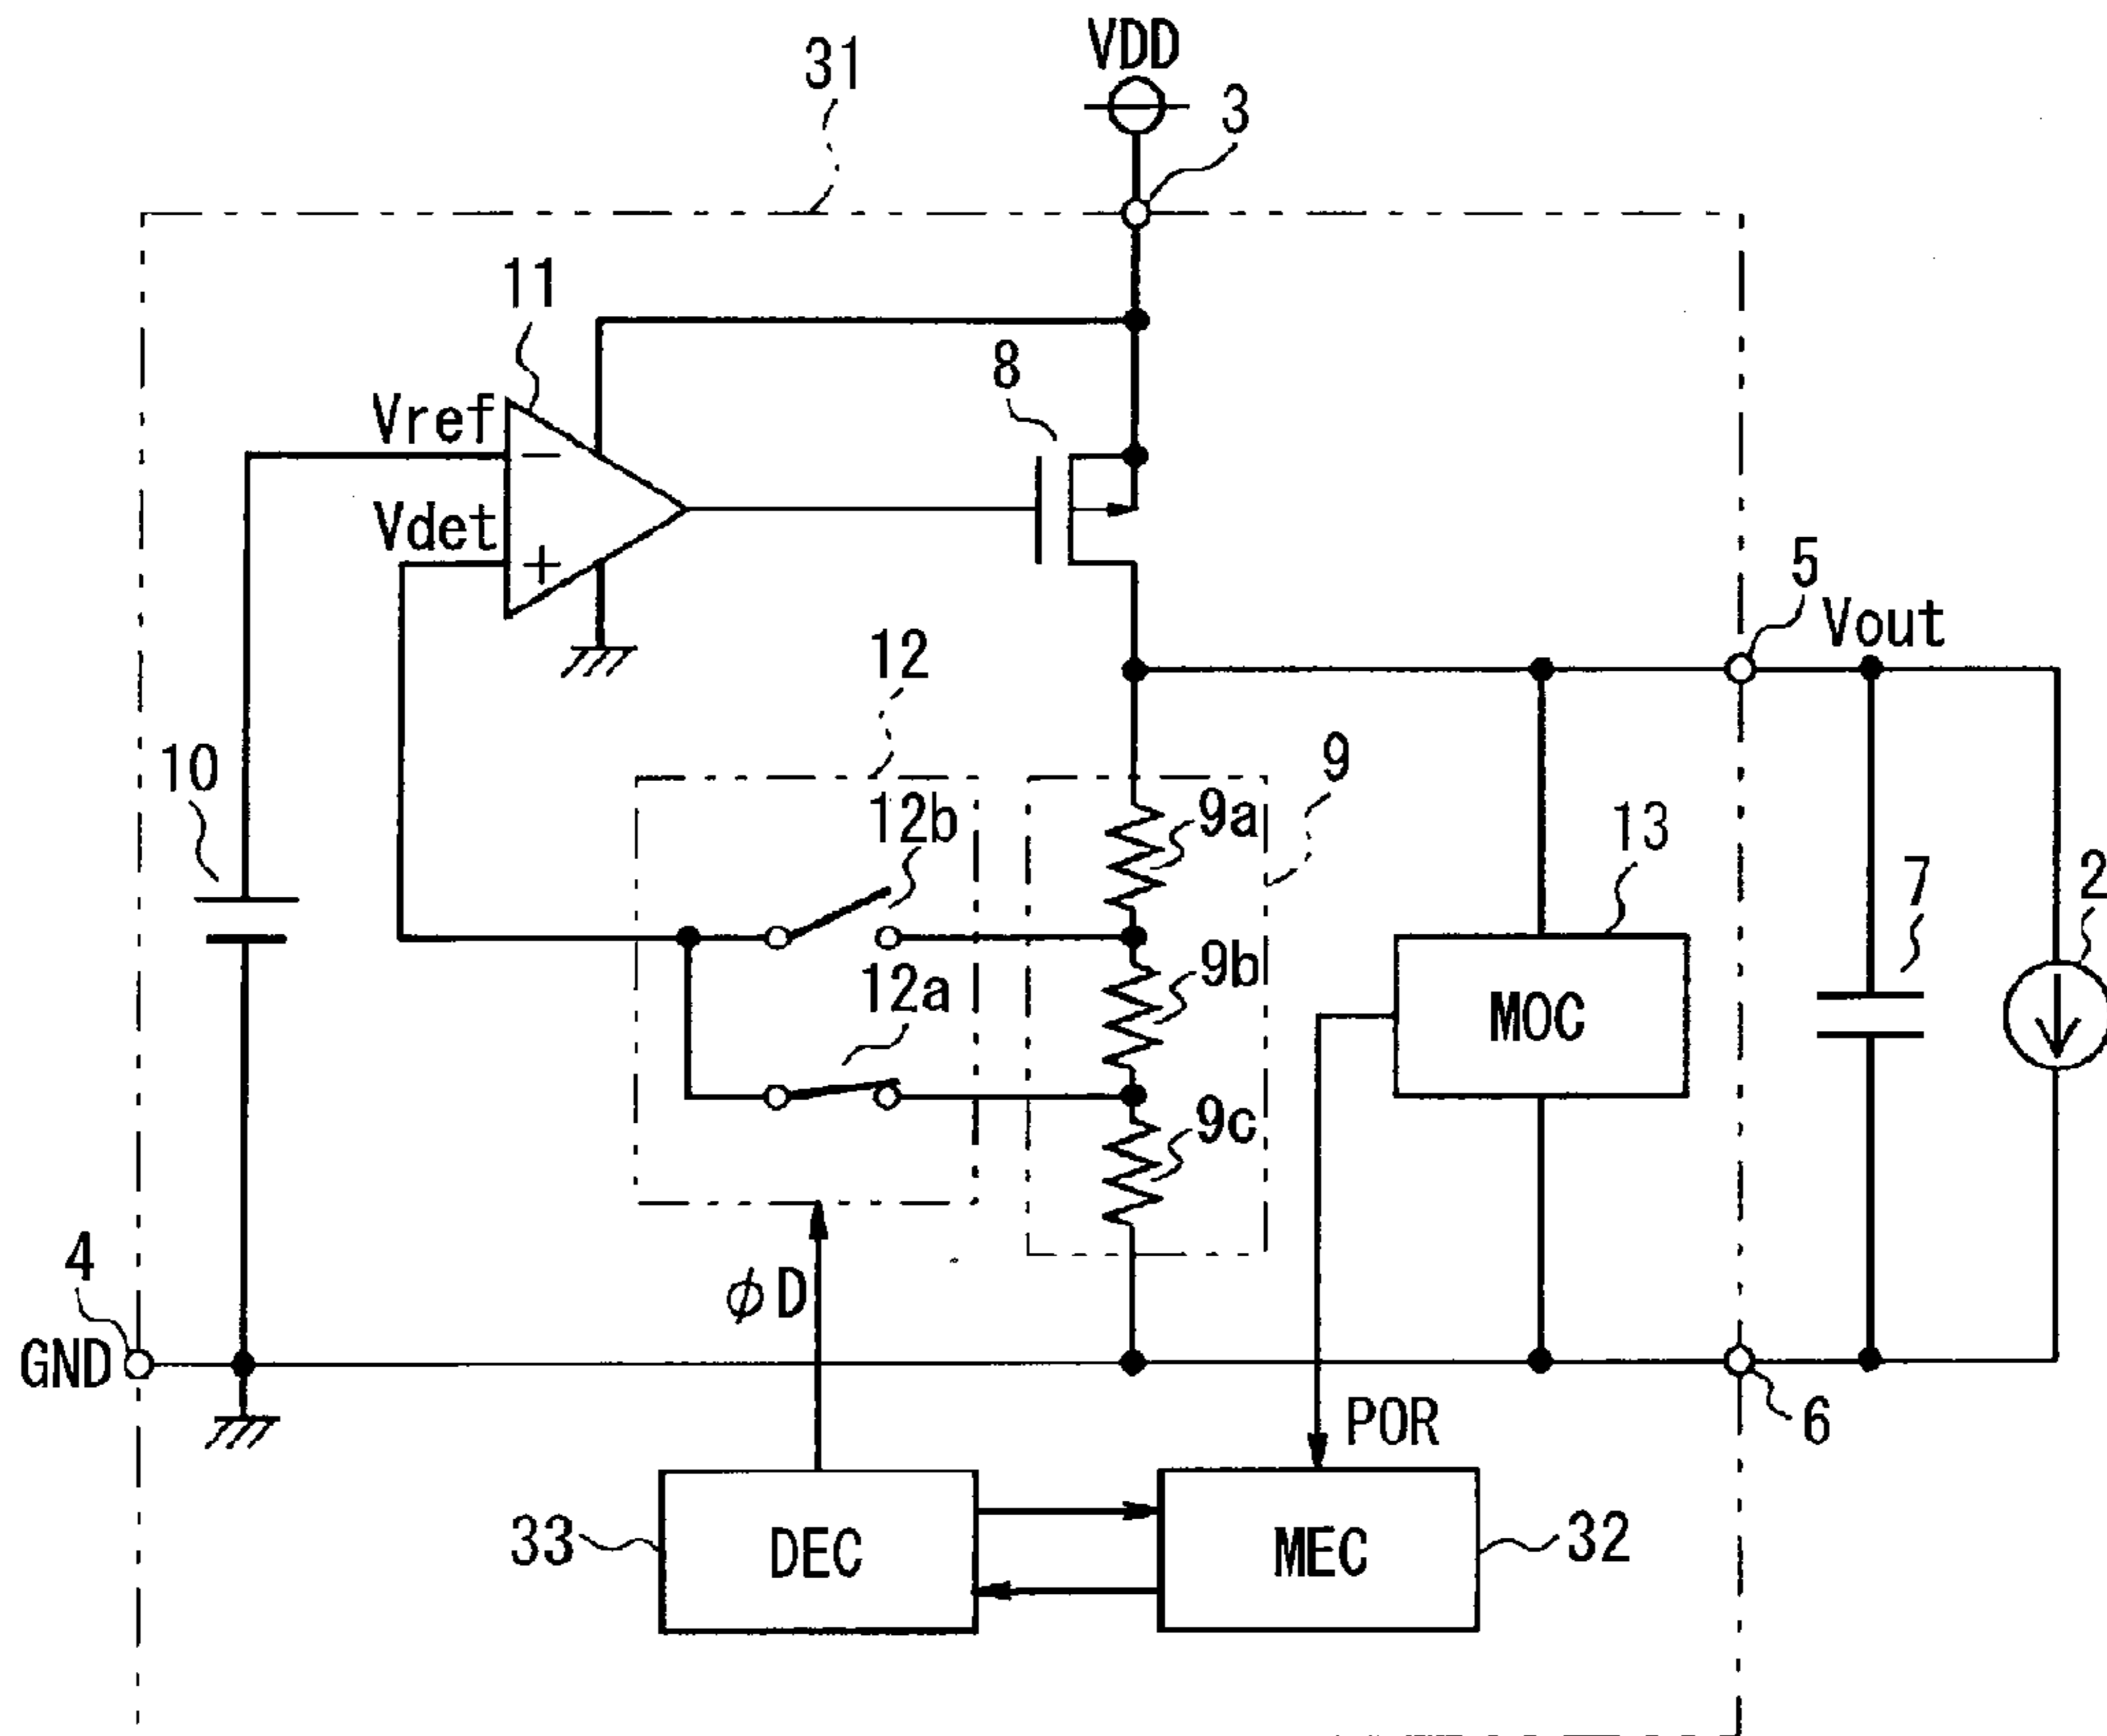 VDD
31
3
11
8
Vref
−
Vdet
+
5
Vout
12
10
9
12b
9a
13
7
2
9b
12a
MOC
9c
4
φD
GND
POR
6
33
DEC
MEC
32